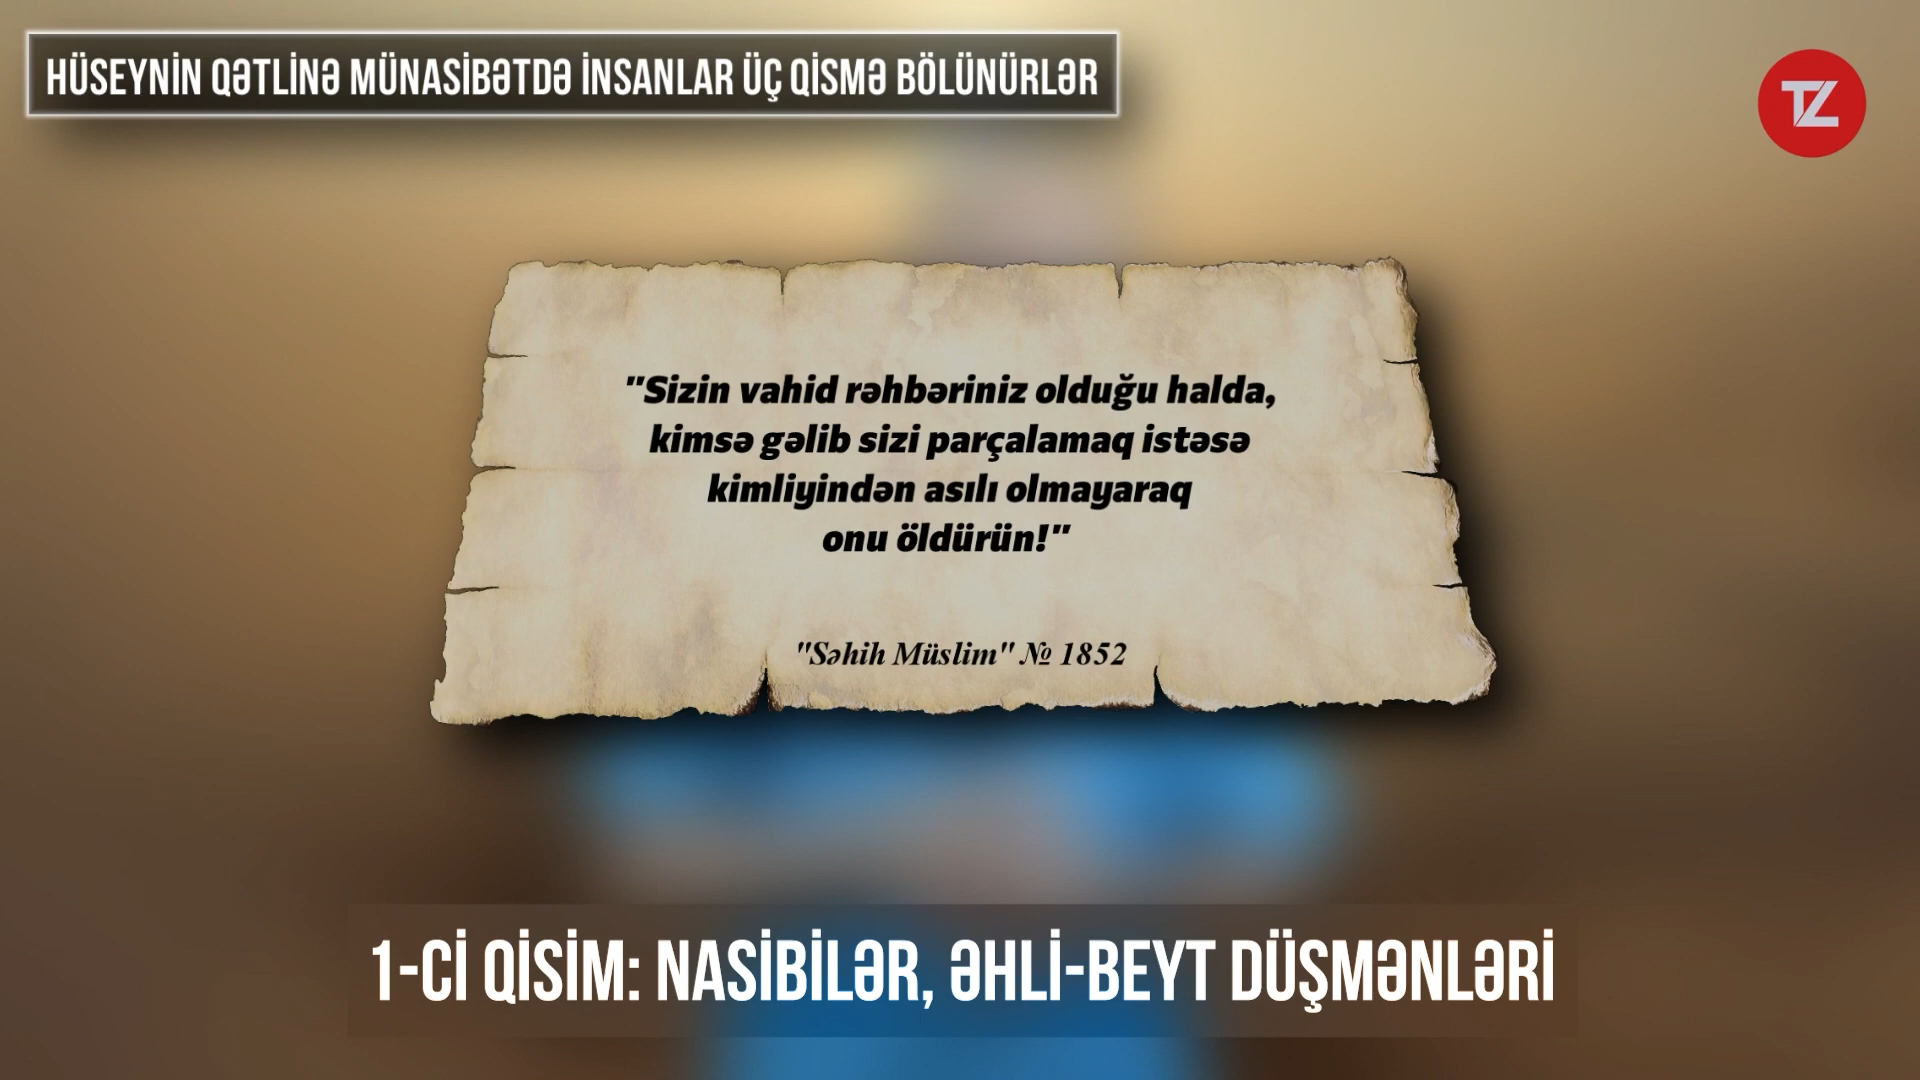 HÜSEYNİN QƏTLİNƏ MÜNASİBƏTDƏ İNSANLAR ÜÇ QİSMƏ BÖLÜNÜRLƏR
TZ
"Sizin vahid rəhbəriniz olduğu halda,
kimsə gəlib sizi parçalamaq istəsə
kimliyindən asılı olmayaraq
onu öldürün!"
"Səhih Müslim" № 1852
1-Cİ QİSİM: NASİBİLƏR, ƏHLİ-BEYT DÜŞMƏNLƏRİ